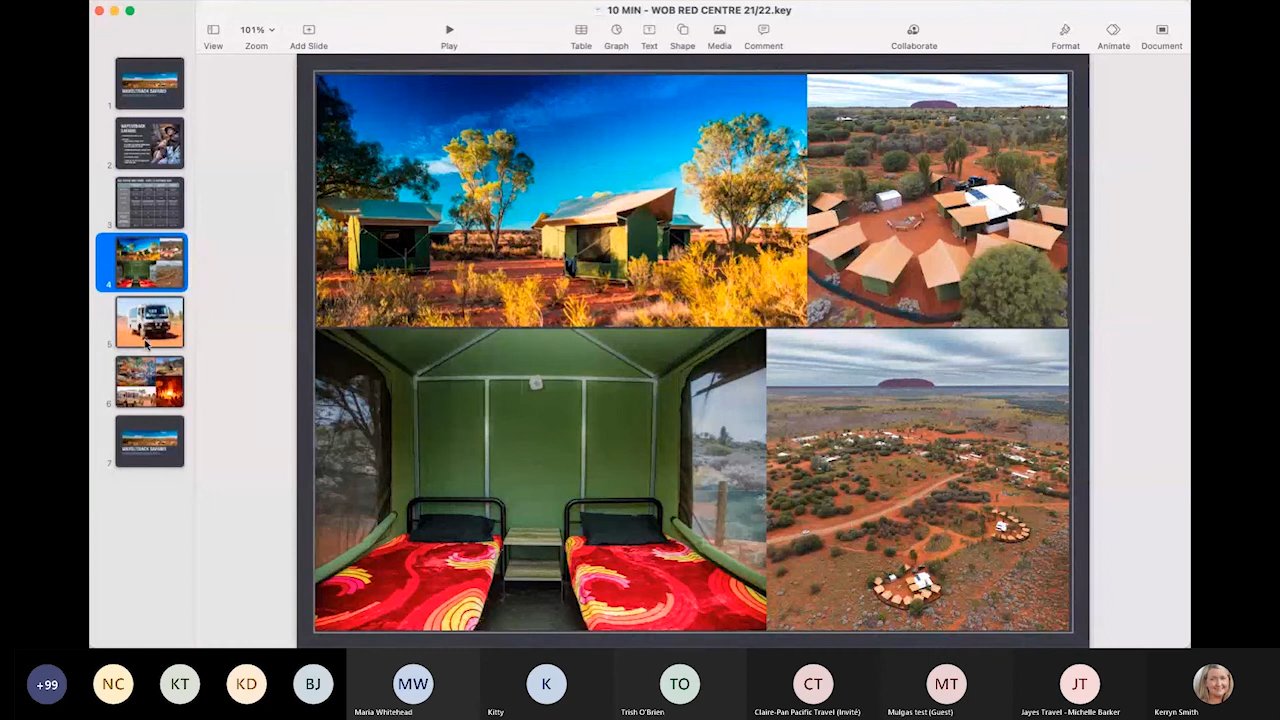 10 MIN - WOB RED CENTRE 21/22.key
101%
View
Zoom
Add Slide
Play
Table
Graph
Text
Shape
Media
Comment
Collaborate
Format
Animate
Document
1
2
3
4
5
6
7
+99
NC
KT
KD
BJ
MW
K
TO
CT
MT
JT
Maria Whitehead
Kitty
Trish O'Brien
Claire-Pan Pacific Travel (Invité)
Mulgas test (Guest)
Jayes Travel - Michelle Barker
Kerryn Smith